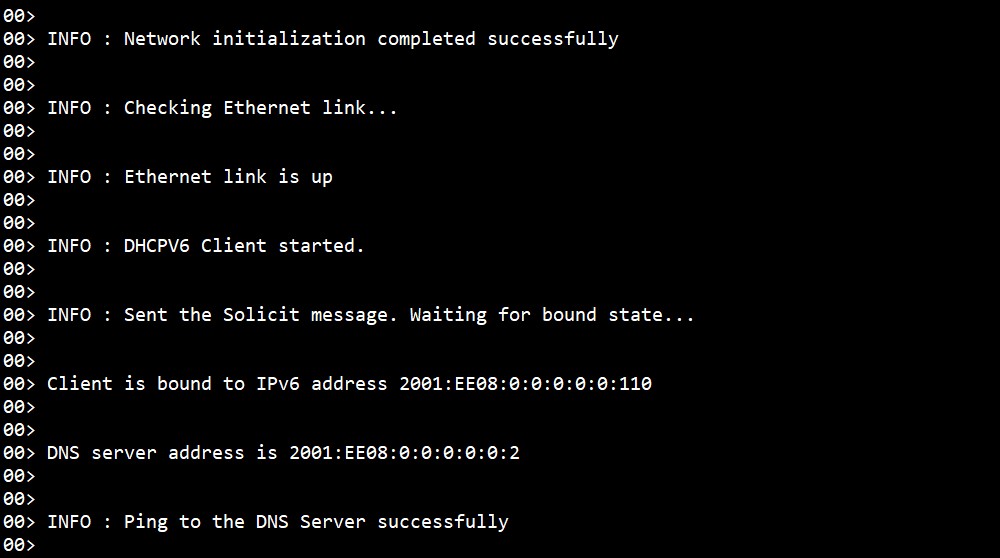 00>
00> INFO : Network initialization completed successfully
00>
00>
00> INFO : Checking Ethernet link...
00>
00>
00> INFO : Ethernet link is up
00>
00>
00> INFO : DHCPV6 Client started.
00>
00>
00> INFO : Sent the Solicit message. Waiting for bound state...
00>
00>
00> Client is bound to IPv6 address 2001:EE08:0:0:0:0:0:110
00>
00>
00> DNS server address is 2001:EE08:0:0:0:0:0:2
00>
00>
00> INFO : Ping to the DNS Server successfully
00>